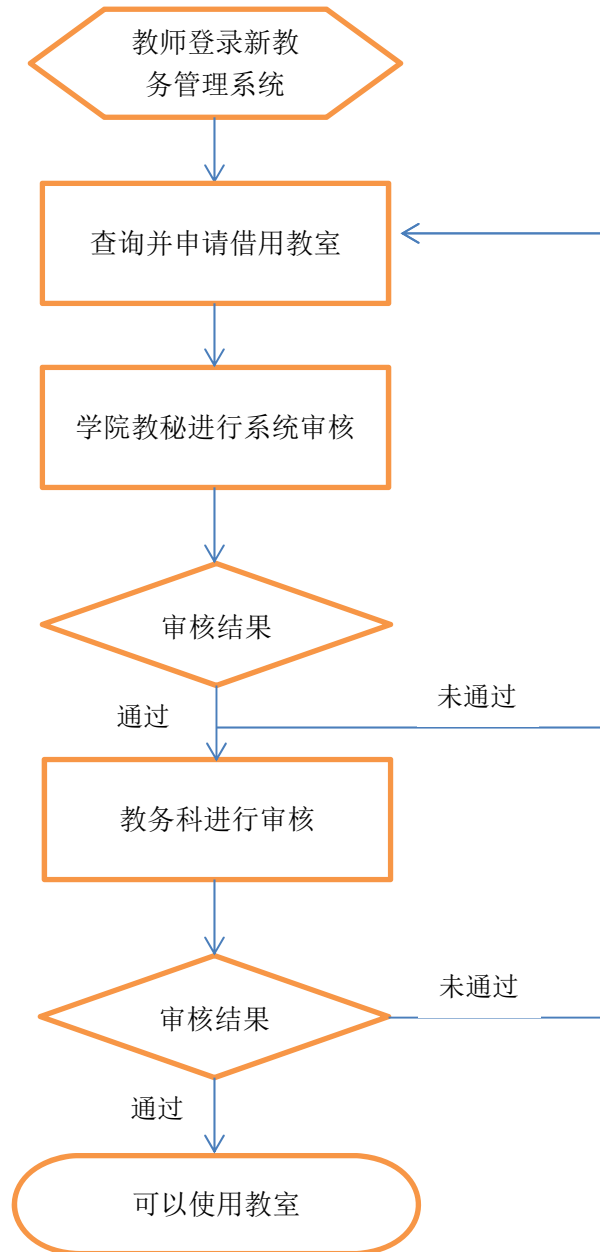 教师登录新教
务管理系统
查询并申请借用教室
学院教秘进行系统审核
审核结果
未通过
通过
教务科进行审核
未通过
审核结果
通过
可以使用教室